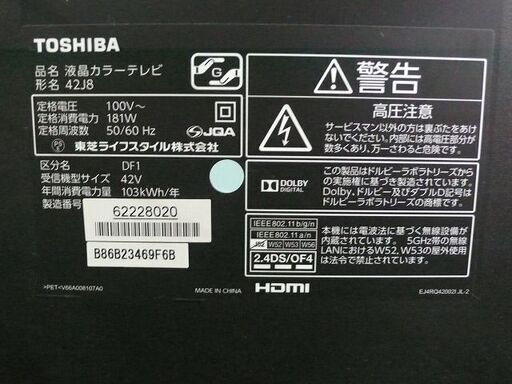 TOSHIBA
品名 液晶カラーテレビ
形名 42J8
定格電圧 100V～
定格消費電力 181W
定格周波数 50/60 Hz
PS
E
G
JQA
東芝ライフスタイル株式会社
区分名 DF1
受信機型サイズ 42V
年間消費電力量 103kWh/年
製造番号
62228020
B86B23469F6B
>PET<V66A008107A0
MADE IN CHINA
HDMI
警告
高圧注意
サービスマン以外の方は裏ぶたをあけ
ないでください。内部には高電圧部分が
数多くあり、万一さわると危険です。
DOLBY
DIGITAL
この製品はドルビーラボラトリーズから
の実施権に基づき製造されています。
Dolby、ドルビー及びダブルD記号は
ドルビーラボラトリーズの商標です。
IEEE802.11b/g/n
IEEE802.11a/n
J52 W52 W53 W56
2.4DS/OF4
本機には電波法に基づく無線設備が
内蔵されています。 5GHz帯の無線
LANにおけるW52、W53の屋外使用
は法令で禁止されています。
EJ4RQ42002I JL-2